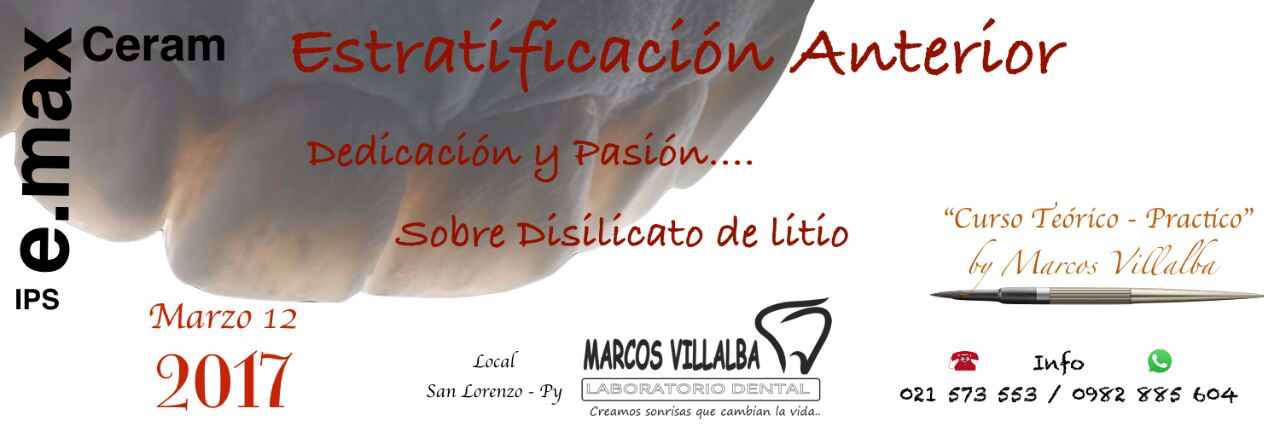 IPS e.max Ceram
Estratificación Anterior
Dedicación y Pasión....
Sobre Disilicato de litio
"Curso Teórico - Practico"
by Marcos Villalba
Marzo 12
2017
Local
San Lorenzo - Py
MARCOS VILLALBA
LABORATORIO DENTAL
Creamos sonrisas que cambian la vida..
Info
021 573 553 / 0982 885 604